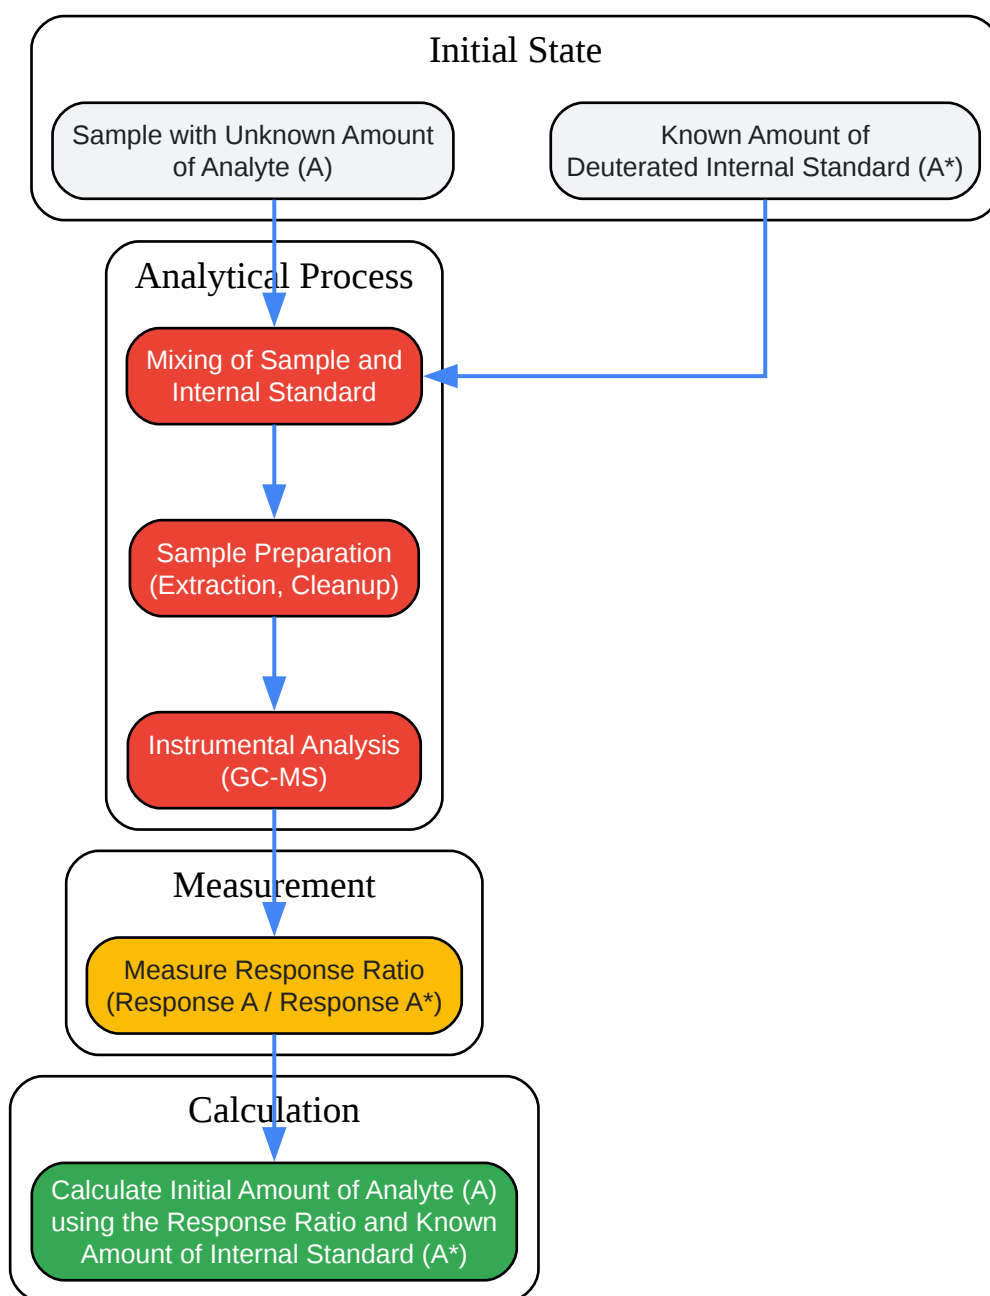 Initial State
Sample with Unknown Amount
of Analyte (A)
Known Amount of
Deuterated Internal Standard (A*)
Analytical Process
Mixing of Sample and
Internal Standard
Sample Preparation
(Extraction, Cleanup)
Instrumental Analysis
(GC-MS)
Measurement
Measure Response Ratio
(Response A / Response A*)
Calculation
Calculate Initial Amount of Analyte (A)
using the Response Ratio and Known
Amount of Internal Standard (A*)